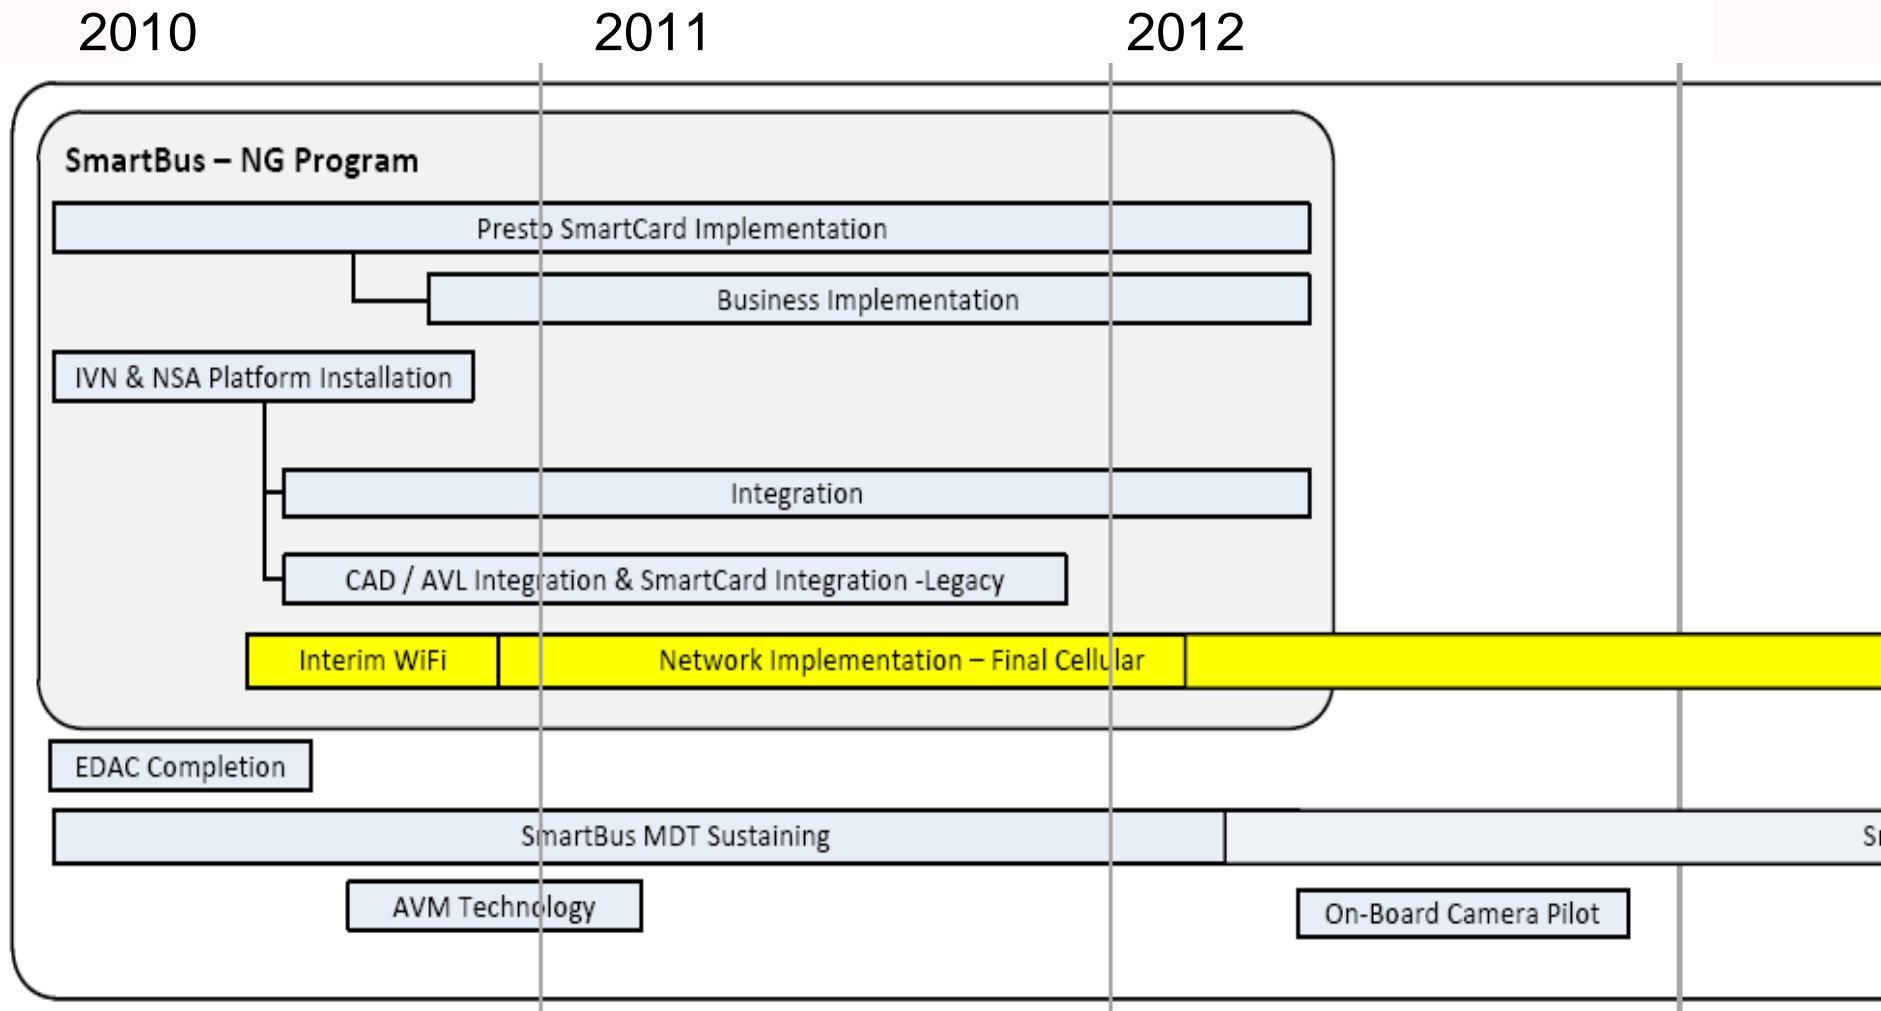 2010 2011 2012
SmartBus – NG Program
Presto SmartCard Implementation
Business Implementation
IVN & NSA Platform Installation
Integration
CAD / AVL Integration & SmartCard Integration -Legacy
Interim WiFi Network Implementation – Final Cellular
EDAC Completion
SmartBus MDT Sustaining
AVM Technology On-Board Camera Pilot